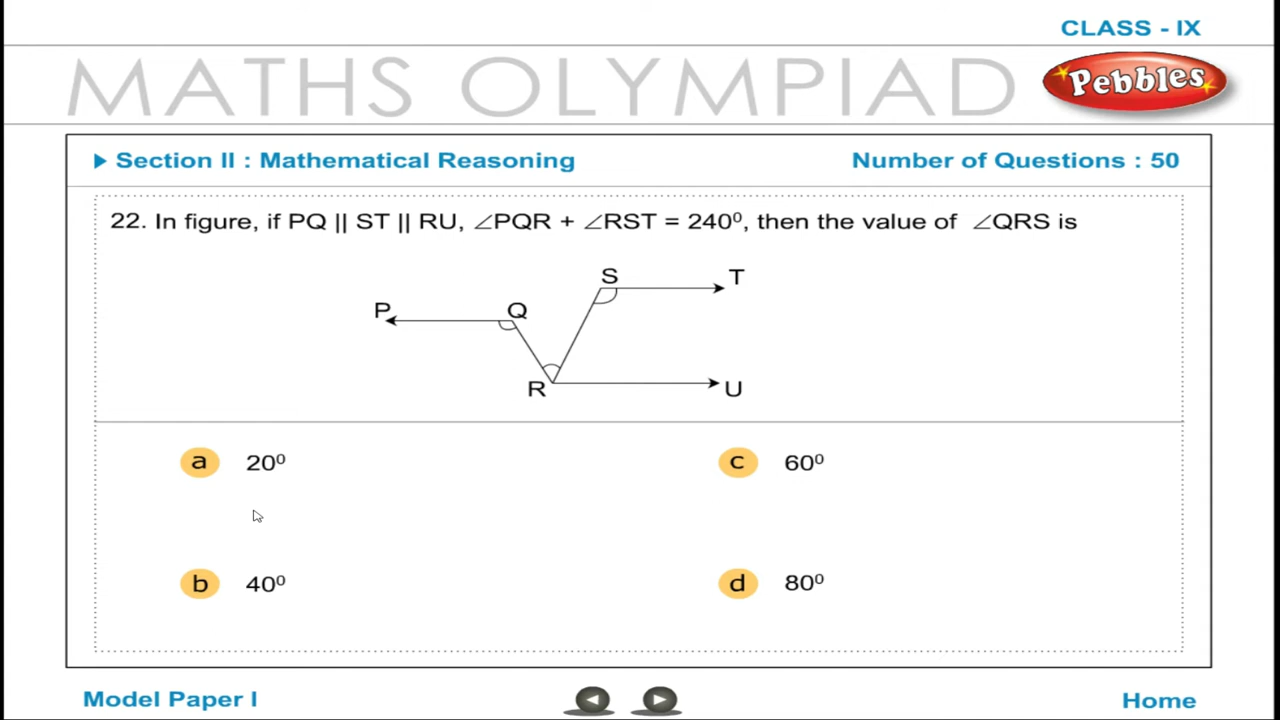 CLASS - IX
MATHS OLYMPIAD
Pebbles
Section II : Mathematical Reasoning
Number of Questions : 50
22. In figure, if PQ || ST || RU, ∠PQR + ∠RST = 240⁰, then the value of ∠QRS is
S
T
P
Q
R
U
a 20⁰
c 60⁰
b 40⁰
d 80⁰
Model Paper I
Home